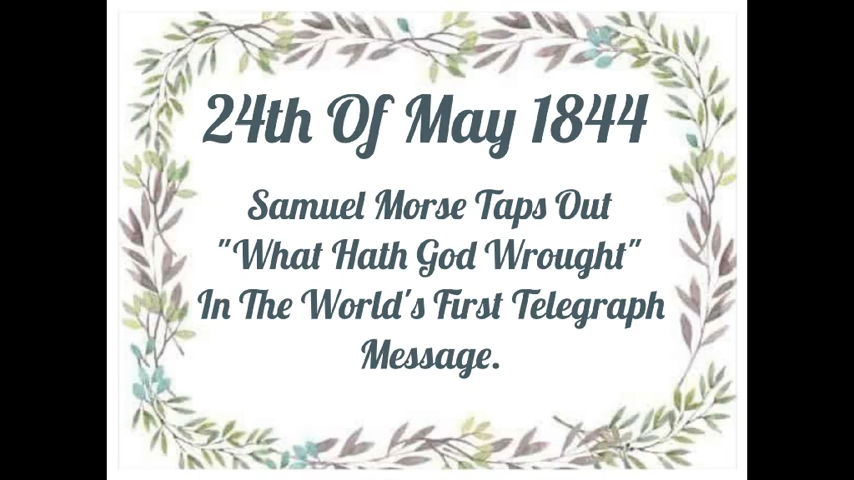 24th Of May 1844
Samuel Morse Taps Out
"What Hath God Wrought"
In The World's First Telegraph
Message.